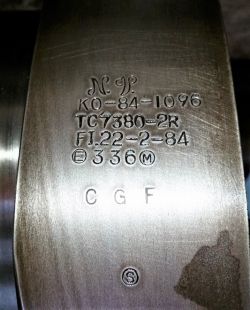 N.K.
KO-84-1096
TC7380-2R
FI.22-2-84
Ⓔ336Ⓜ
C G F
Ⓢ